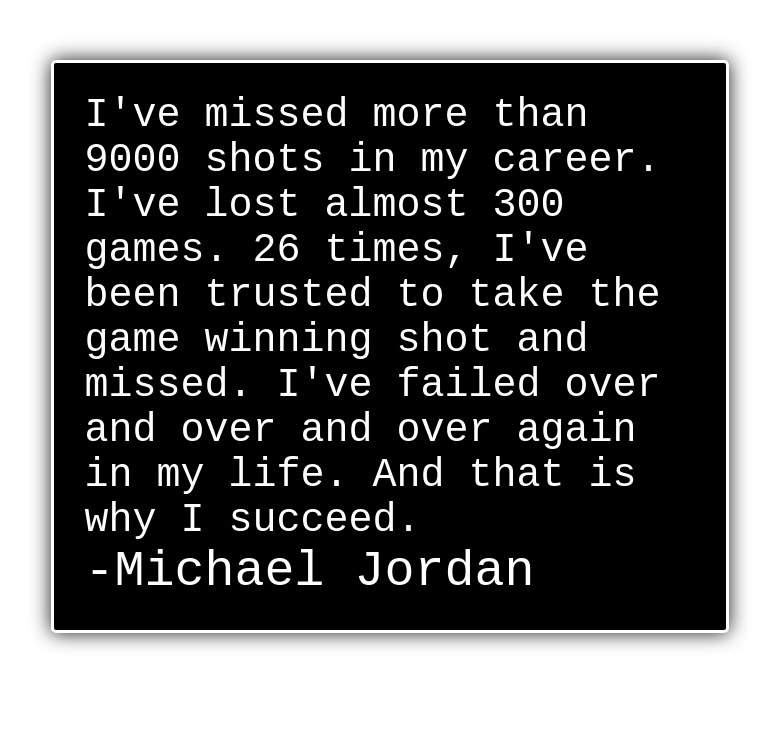 I've missed more than
9000 shots in my career.
I've lost almost 300
games. 26 times, I've
been trusted to take the
game winning shot and
missed. I've failed over
and over and over again
in my life. And that is
why I succeed.
-Michael Jordan